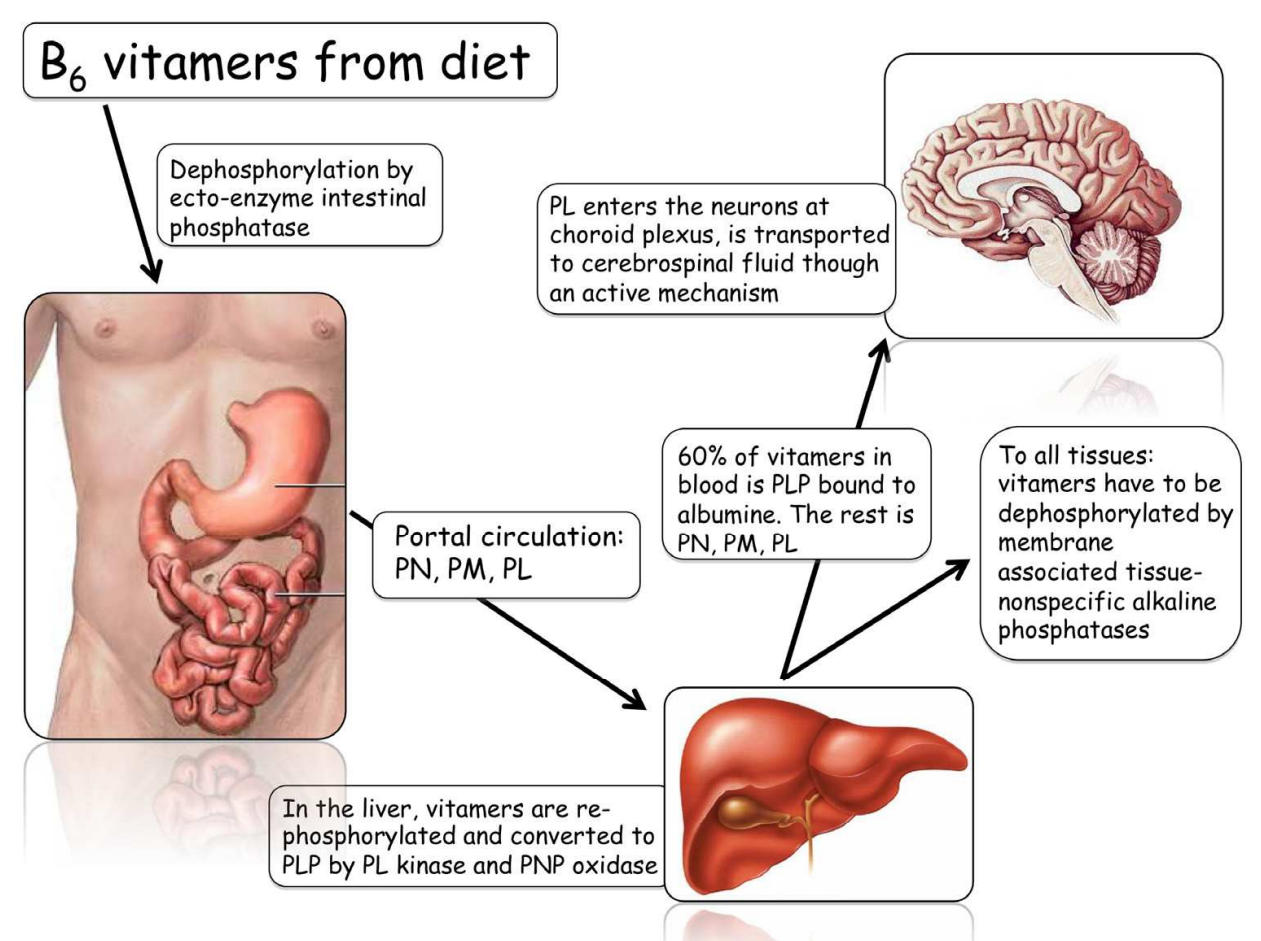 B₆ vitamers from diet
Dephosphorylation by
ecto-enzyme intestinal
phosphatase
PL enters the neurons at
choroid plexus, is transported
to cerebrospinal fluid though
an active mechanism
60% of vitamers in
blood is PLP bound to
albumine. The rest is
PN, PM, PL
To all tissues:
vitamers have to be
dephosphorylated by
membrane
associated tissue-
nonspecific alkaline
phosphatases
Portal circulation:
PN, PM, PL
In the liver, vitamers are re-
phosphorylated and converted to
PLP by PL kinase and PNP oxidase